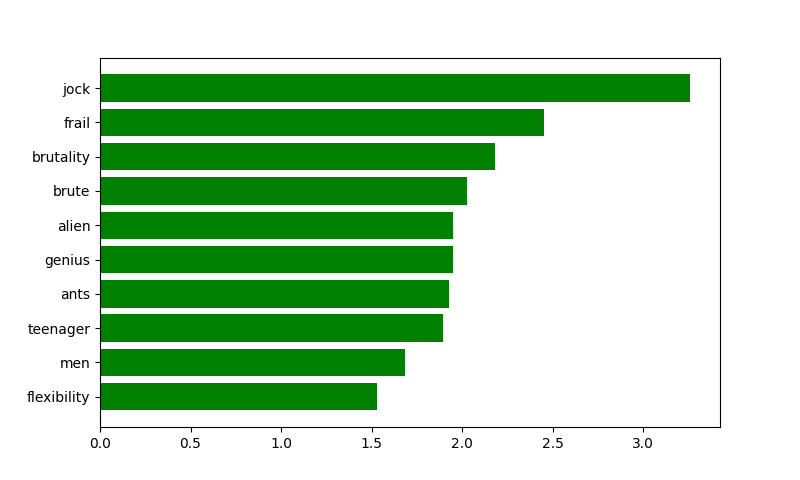 jock
frail
brutality
brute
alien
genius
ants
teenager
men
flexibility
0.0 0.5 1.0 1.5 2.0 2.5 3.0